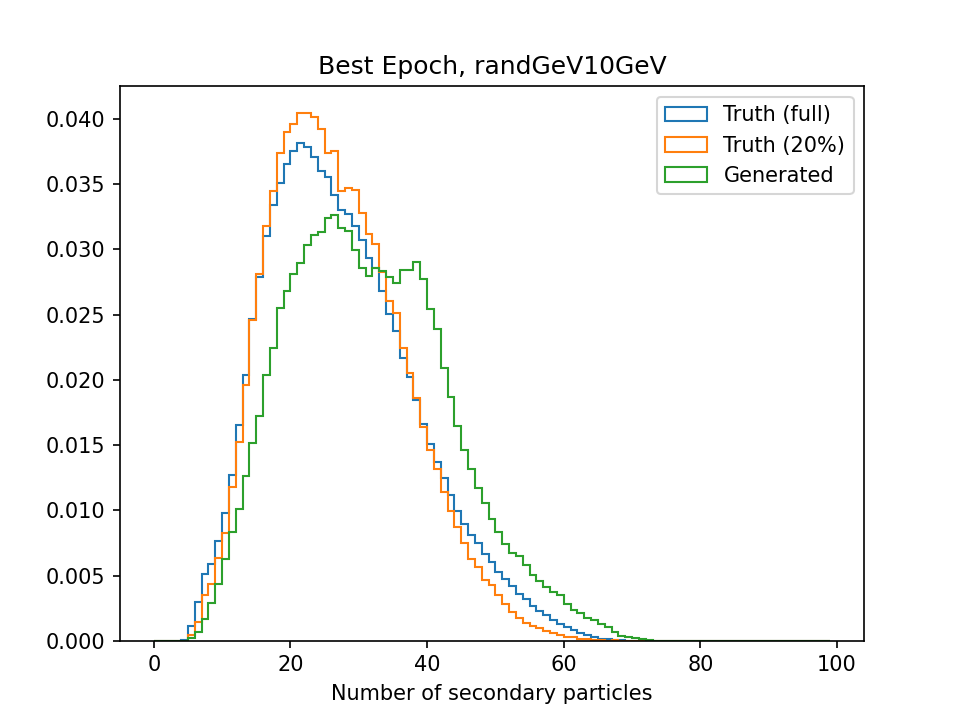 Best Epoch, randGeV10GeV
Truth (full)
Truth (20%)
Generated
0.040
0.035
0.030
0.025
0.020
0.015
0.010
0.005
0.000
0 20 40 60 80 100
Number of secondary particles